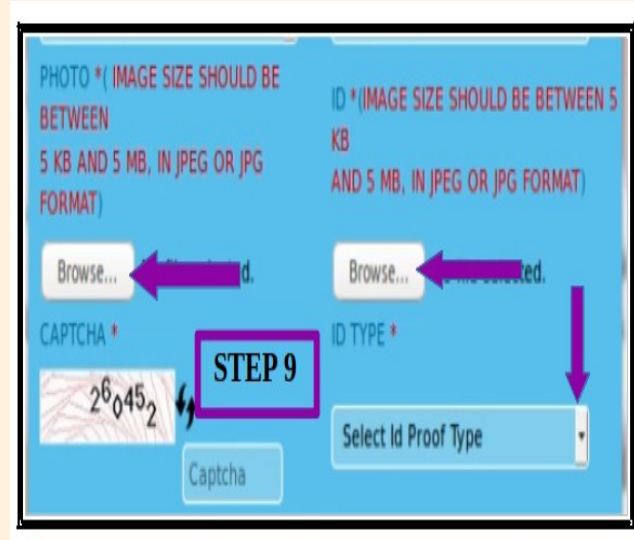 PHOTO *( IMAGE SIZE SHOULD BE
BETWEEN
5 KB AND 5 MB, IN JPEG OR JPG
FORMAT)
Browse...
d.
CAPTCHA *
260452
STEP 9
Captcha
ID *(IMAGE SIZE SHOULD BE BETWEEN 5
KB
AND 5 MB, IN JPEG OR JPG FORMAT)
Browse...
selected.
ID TYPE *
Select Id Proof Type